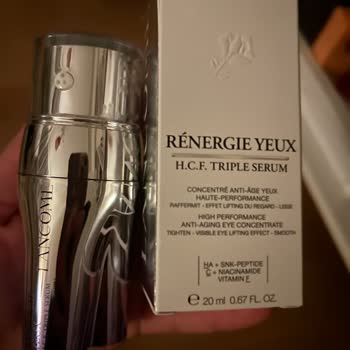 LANCÔME
TRIPLE SERUM
RÉNERGIE YEUX
H.C.F. TRIPLE SERUM
CONCENTRÉ ANTI-ÂGE YEUX
HAUTE-PERFORMANCE
RAFFERMIT - EFFET LIFTING DU REGARD - LISSE
HIGH PERFORMANCE
ANTI-AGING EYE CONCENTRATE
TIGHTEN - VISIBLE EYE LIFTING EFFECT - SMOOTH
HA + SNK-PEPTIDE
C + NIACINAMIDE
VITAMIN F
e 20 ml 0.67 FL. OZ.